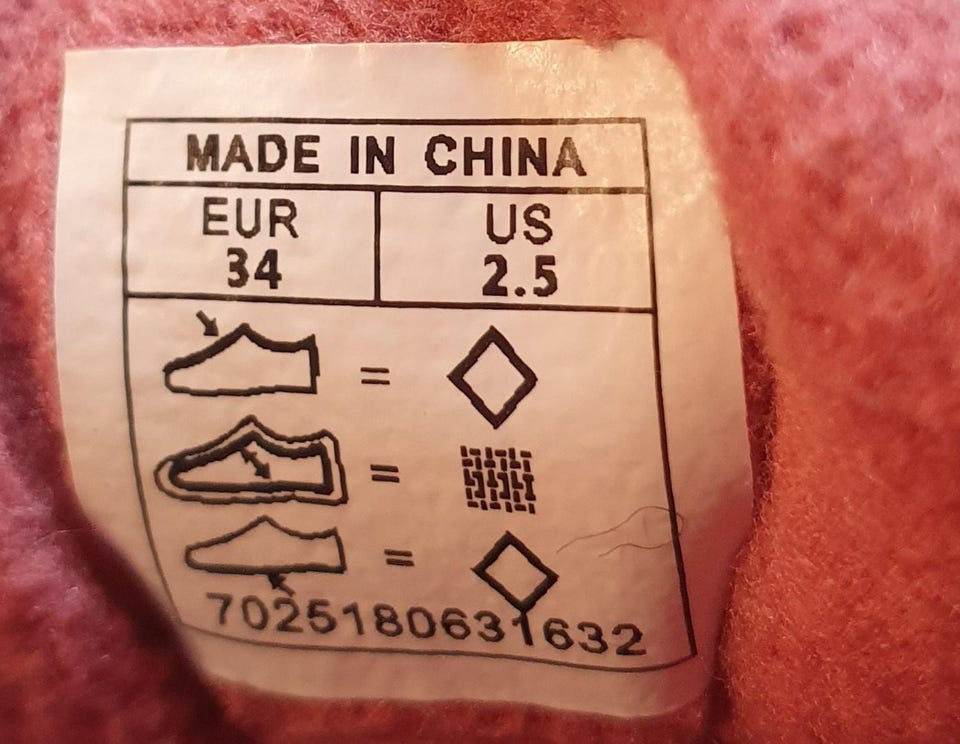 MADE IN CHINA
EUR US
34 2.5
=
=
=
7025180631632